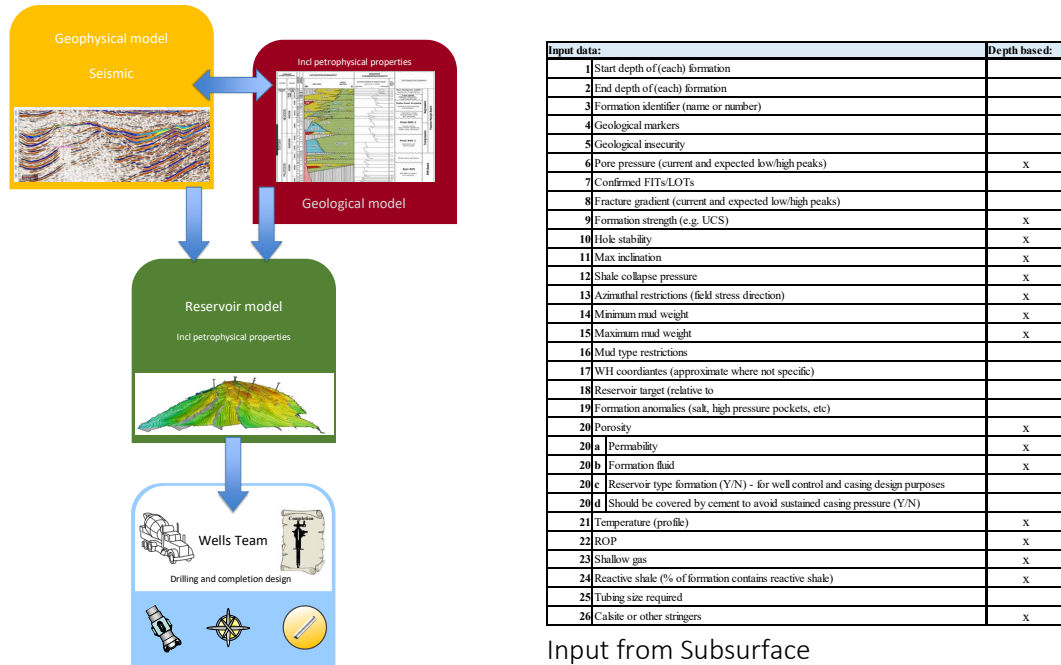 Geophysical model
Seismic
Incl petrophysical properties
Geological model
Reservoir model
Incl petrophysical properties
Completion
Wells Team
Drilling and completion design
Input data: Depth based:
1 Start depth of (each) formation
2 End depth of (each) formation
3 Formation identifier (name or number)
4 Geological markers
5 Geological insecurity
6 Pore pressure (current and expected low/high peaks) x
7 Confirmed FITs/LOTs
8 Fracture gradient (current and expected low/high peaks)
9 Formation strength (e.g. UCS) x
10 Hole stability x
11 Max inclination x
12 Shale collapse pressure x
13 Azimuthal restrictions (field stress direction) x
14 Minimum mud weight x
15 Maximum mud weight x
16 Mud type restrictions
17 WH coordiantes (approximate where not specific)
18 Reservoir target (relative to
19 Formation anomalies (salt, high pressure pockets, etc)
20 Porosity x
20 a Permability x
20 b Formation fluid x
20 c Reservoir type formation (Y/N) - for well control and casing design purposes
20 d Should be covered by cement to avoid sustained casing pressure (Y/N)
21 Temperature (profile) x
22 ROP x
23 Shallow gas x
24 Reactive shale (% of formation contains reactive shale) x
25 Tubing size required
26 Calsite or other stringers x
Input from Subsurface